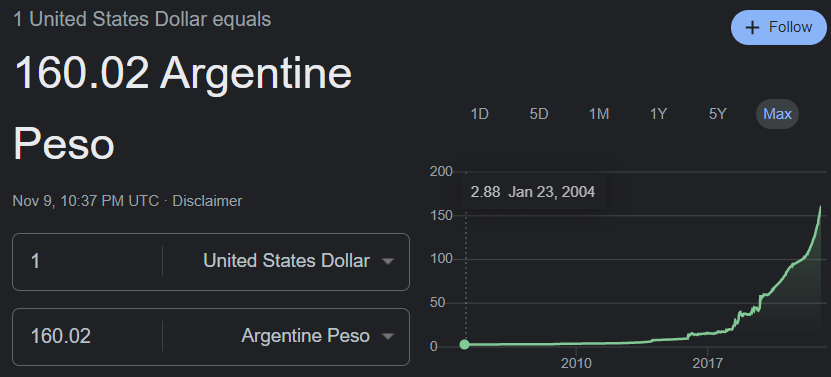 1 United States Dollar equals
160.02 Argentine
Peso
Nov 9, 10:37 PM UTC · Disclaimer
1 United States Dollar
160.02 Argentine Peso
+ Follow
1D 5D 1M 1Y 5Y Max
200
2.88 Jan 23, 2004
150
100
50
0
2010 2017